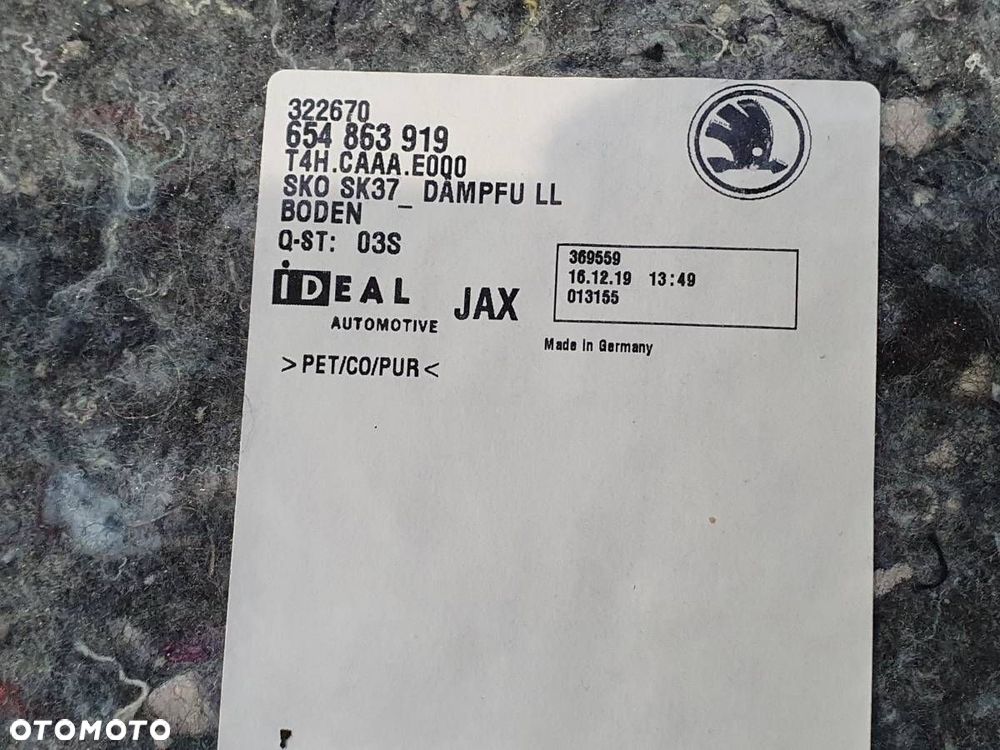 322670
654 863 919
T4H.CAAA.E000
SKO SK37_ DÄMPFU LL
BODEN
Q-ST: 03S
iDEAL
AUTOMOTIVE
JAX
369559
16.12.19 13:49
013155
Made in Germany
>PET/CO/PUR<
OTOMOTO